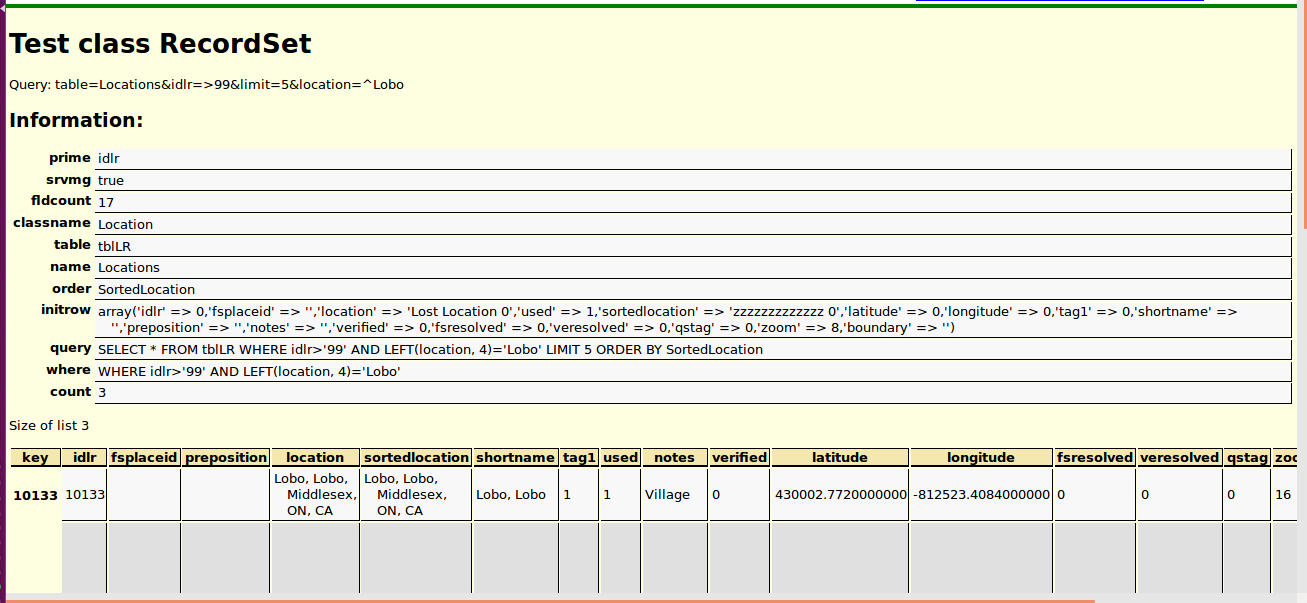 Test class RecordSet
Query: table=Locations&idlr=>99&limit=5&location=^Lobo
Information:
prime idlr
srvmg true
fldcount 17
classname Location
table tblLR
name Locations
order SortedLocation
initrow array('idlr' => 0,'fsplaceid' => '','location' => 'Lost Location 0','used' => 1,'sortedlocation' => 'zzzzzzzzzzzzz 0','latitude' => 0,'longitude' => 0,'tag1' => 0,'shortname' =>
'','preposition' => '','notes' => '','verified' => 0,'fsresolved' => 0,'veresolved' => 0,'qstag' => 0,'zoom' => 8,'boundary' => '')
query SELECT * FROM tblLR WHERE idlr>'99' AND LEFT(location, 4)='Lobo' LIMIT 5 ORDER BY SortedLocation
where WHERE idlr>'99' AND LEFT(location, 4)='Lobo'
count 3
Size of list 3
key idlr fsplaceid preposition location sortedlocation shortname tag1 used notes verified latitude longitude fsresolved veresolved qstag zoo
10133 10133 Lobo, Lobo, Middlesex, ON, CA Lobo, Lobo, Middlesex, ON, CA Lobo, Lobo 1 1 Village 0 430002.7720000000 -812523.4084000000 0 0 0 16